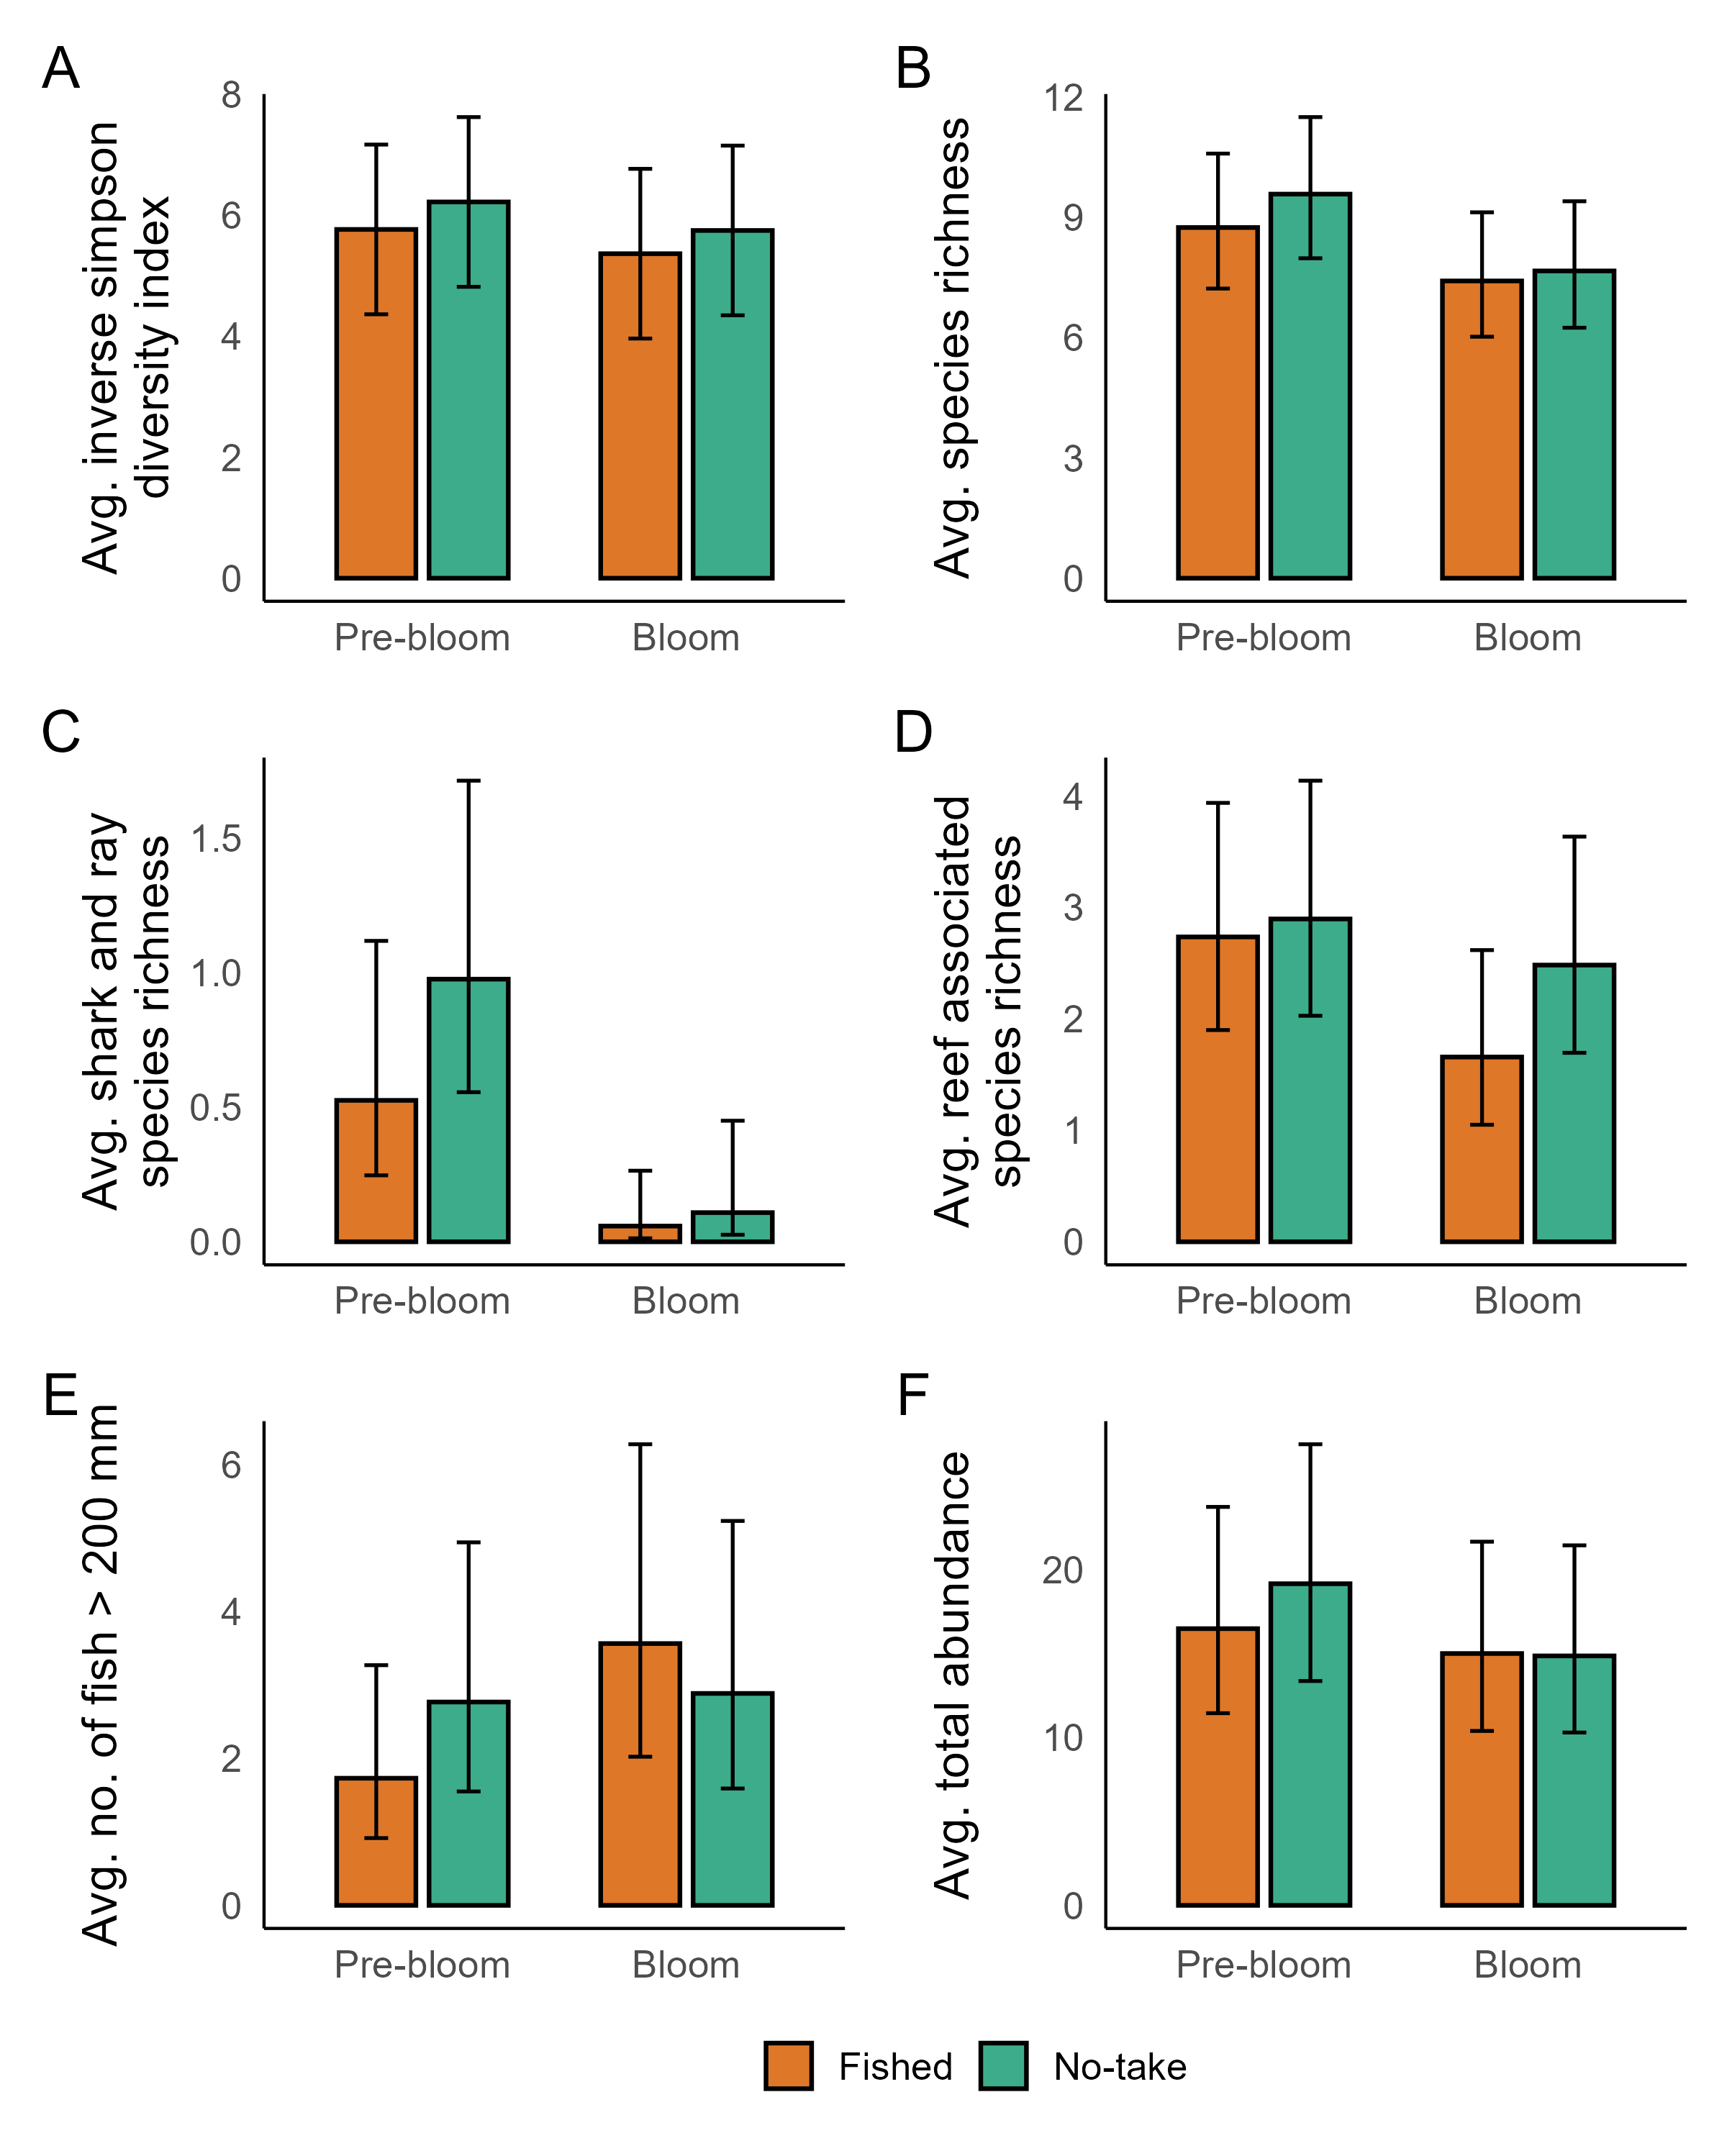 A
Avg. inverse simpson
diversity index
8
6
4
2
0
Pre-bloom
Bloom
B
Avg. species richness
12
9
6
3
0
Pre-bloom
Bloom
C
Avg. shark and ray
species richness
1.5
1.0
0.5
0.0
Pre-bloom
Bloom
D
Avg. reef associated
species richness
4
3
2
1
0
Pre-bloom
Bloom
E
Avg. no. of fish > 200 mm
6
4
2
0
Pre-bloom
Bloom
F
Avg. total abundance
20
10
0
Pre-bloom
Bloom
Fished
No-take